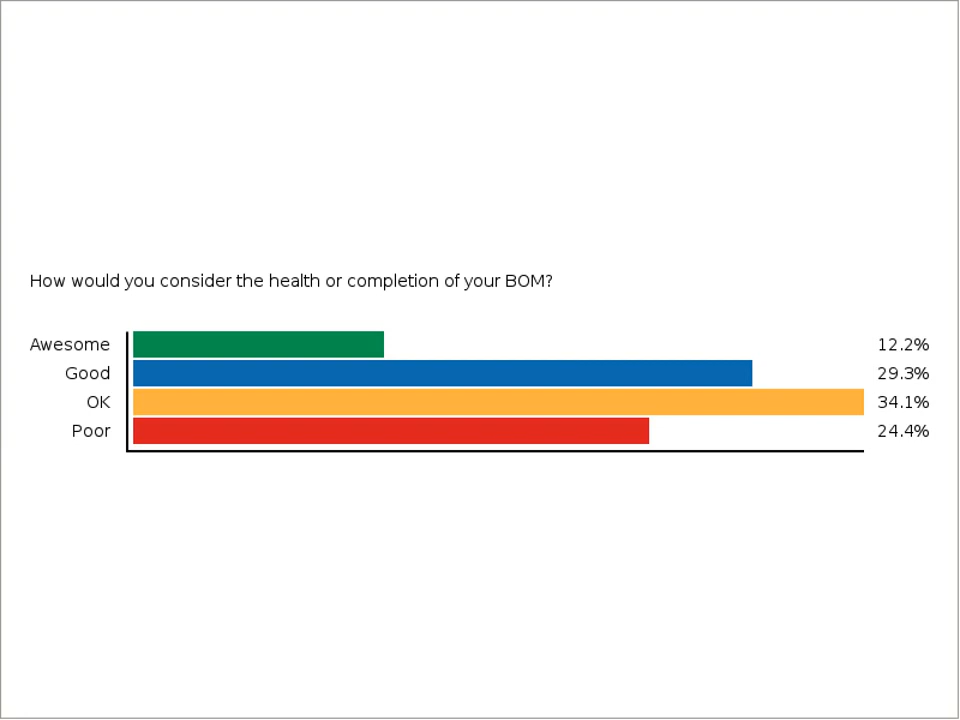 How would you consider the health or completion of your BOM?
Awesome 12.2%
Good 29.3%
OK 34.1%
Poor 24.4%